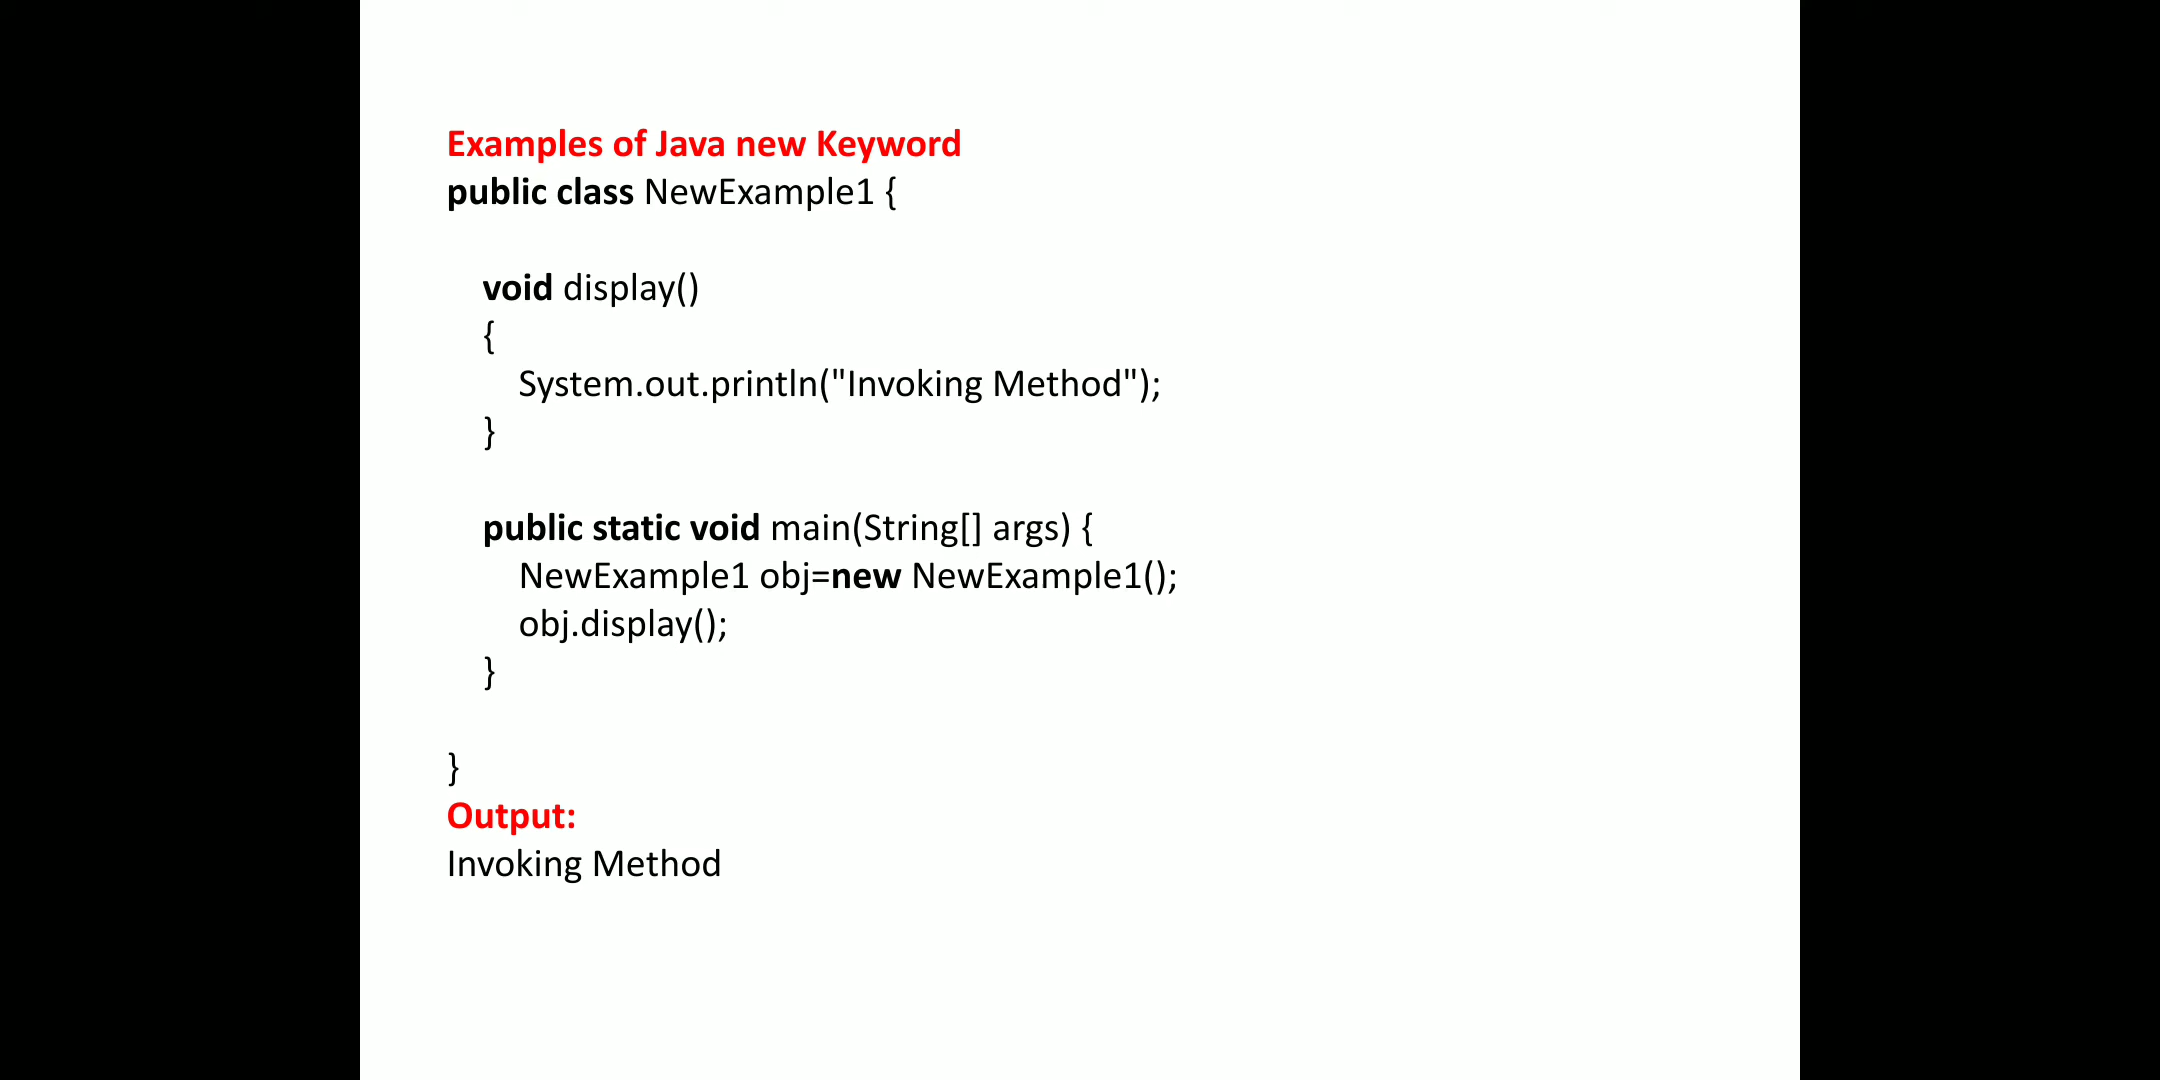 Examples of Java new Keyword
public class NewExample1 {
void display()
{
System.out.println("Invoking Method");
}
public static void main(String[] args) {
NewExample1 obj=new NewExample1();
obj.display();
}
}
Output:
Invoking Method